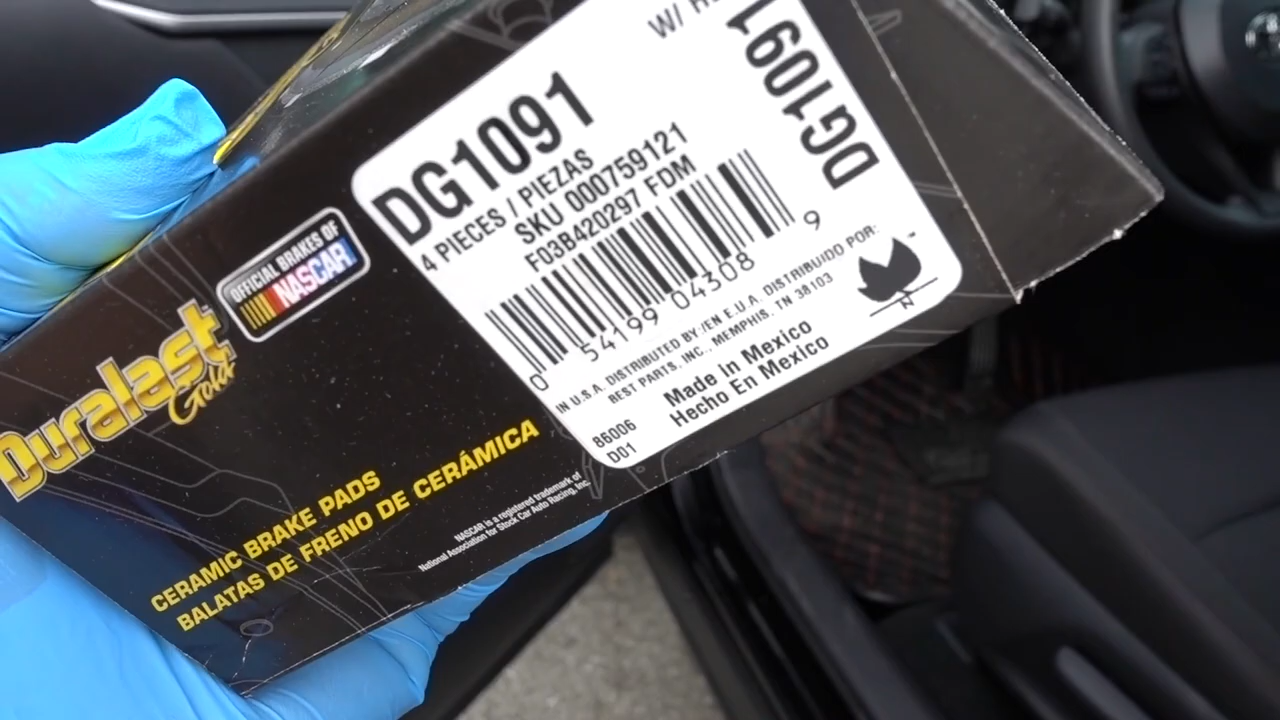 W/
DG1091
DG1091
4 PIECES / PIEZAS
SKU 000759121
F03B420297 FDM
0 54199 04308 9
IN U.S.A. DISTRIBUTED BY:/EN E.U.A. DISTRIBUIDO POR:
BEST PARTS, INC., MEMPHIS, TN 38103
Made in Mexico
Hecho En Mexico
86006
D01
N
OFFICIAL BRAKES OF
NASCAR
Duralast
Gold
CERAMIC BRAKE PADS
BALATAS DE FRENO DE CERÁMICA
NASCAR is a registered trademark of
National Association for Stock Car Auto Racing, Inc.